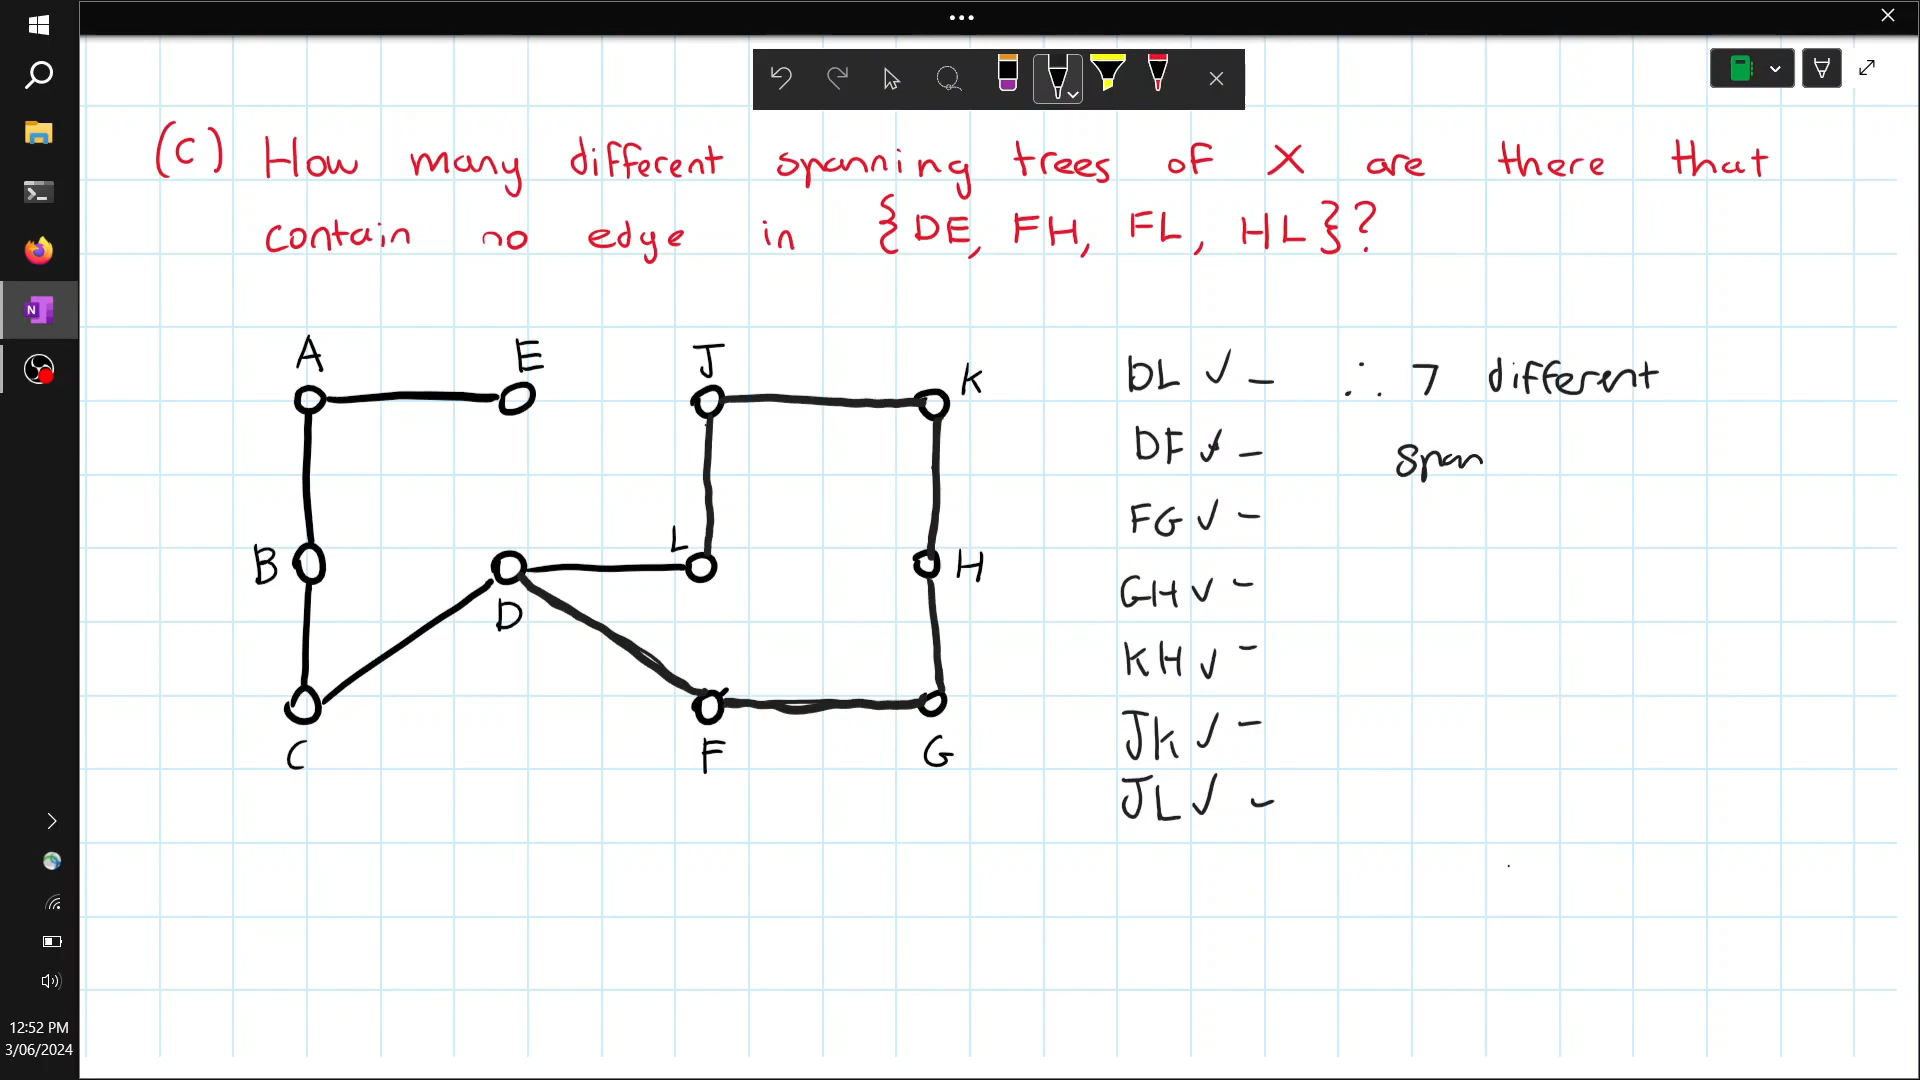 (c) How many different spanning trees of X are there that
contain no edge in {DE, FH, FL, HL}?
A
E
J
K
B
D
L
H
C
F
G
DL ✓ –
DF ✓ –
FG ✓ –
GH ✓ –
KH ✓ –
JK ✓ –
JL ✓ –
∴ 7 different
span
12:52 PM
3/06/2024